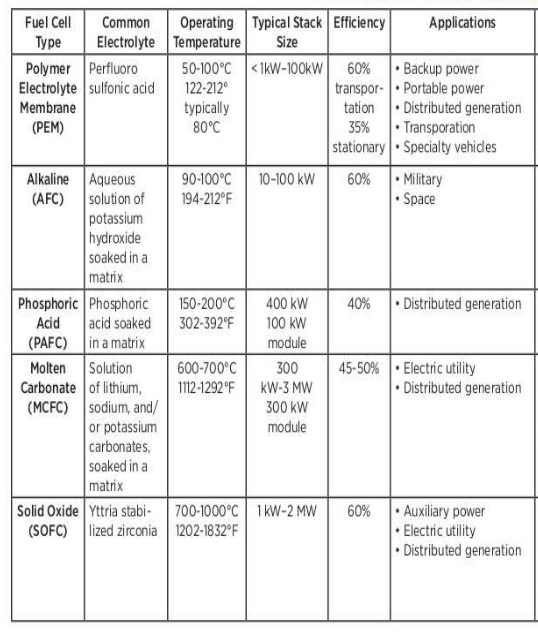 Fuel Cell Type | Common Electrolyte | Operating Temperature | Typical Stack Size | Efficiency | Applications
Polymer
Electrolyte
Membrane
(PEM)
Perfluoro
sulfonic acid
50-100°C
122-212°
typically
80°C
<1kW-100kW
60%
transpor-
tation
35%
stationary
• Backup power
• Portable power
• Distributed generation
• Transporation
• Specialty vehicles
Alkaline
(AFC)
Aqueous
solution of
potassium
hydroxide
soaked in a
matrix
90-100°C
194-212°F
10-100 kW
60%
• Military
• Space
Phosphoric
Acid
(PAFC)
Phosphoric
acid soaked
in a matrix
150-200°C
302-392°F
400 kW
100 kW
module
40%
• Distributed generation
Molten
Carbonate
(MCFC)
Solution
of lithium,
sodium, and/
or potassium
carbonates,
soaked in a
matrix
600-700°C
1112-1292°F
300
kW-3 MW
300 kW
module
45-50%
• Electric utility
• Distributed generation
Solid Oxide
(SOFC)
Yttria stabi-
lized zirconia
700-1000°C
1202-1832°F
1 kW-2 MW
60%
• Auxiliary power
• Electric utility
• Distributed generation